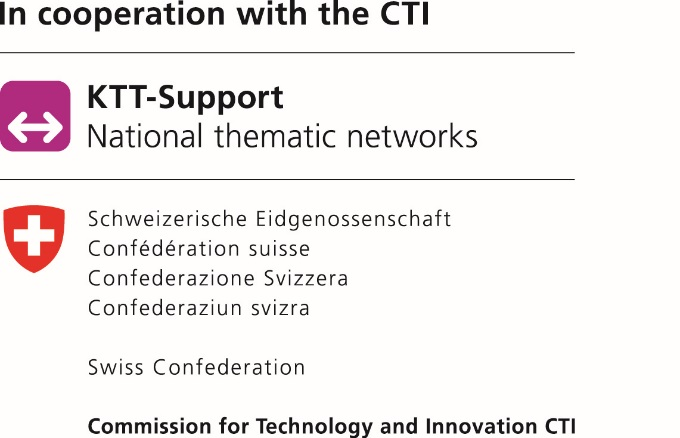 In cooperation with the CTI
KTT-Support
National thematic networks
Schweizerische Eidgenossenschaft
Confédération suisse
Confederazione Svizzera
Confederaziun svizra
Swiss Confederation
Commission for Technology and Innovation CTI